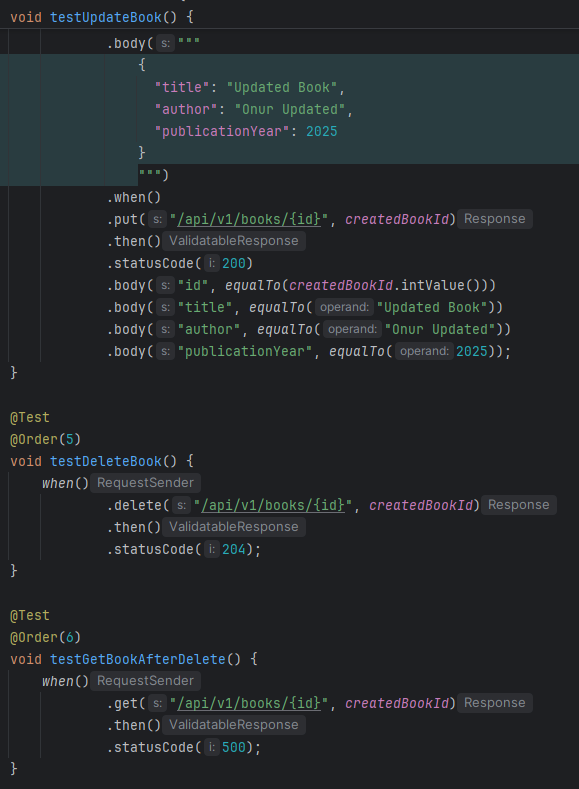 void testUpdateBook() {
.body( s: """
{
"title": "Updated Book",
"author": "Onur Updated",
"publicationYear": 2025
}
""")
.when()
.put( s: "/api/v1/books/{id}", createdBookId) Response
.then() ValidatableResponse
.statusCode( i: 200)
.body( s: "id", equalTo(createdBookId.intValue()))
.body( s: "title", equalTo( operand: "Updated Book"))
.body( s: "author", equalTo( operand: "Onur Updated"))
.body( s: "publicationYear", equalTo( operand: 2025));
}
@Test
@Order(5)
void testDeleteBook() {
when() RequestSender
.delete( s: "/api/v1/books/{id}", createdBookId) Response
.then() ValidatableResponse
.statusCode( i: 204);
}
@Test
@Order(6)
void testGetBookAfterDelete() {
when() RequestSender
.get( s: "/api/v1/books/{id}", createdBookId) Response
.then() ValidatableResponse
.statusCode( i: 500);
}